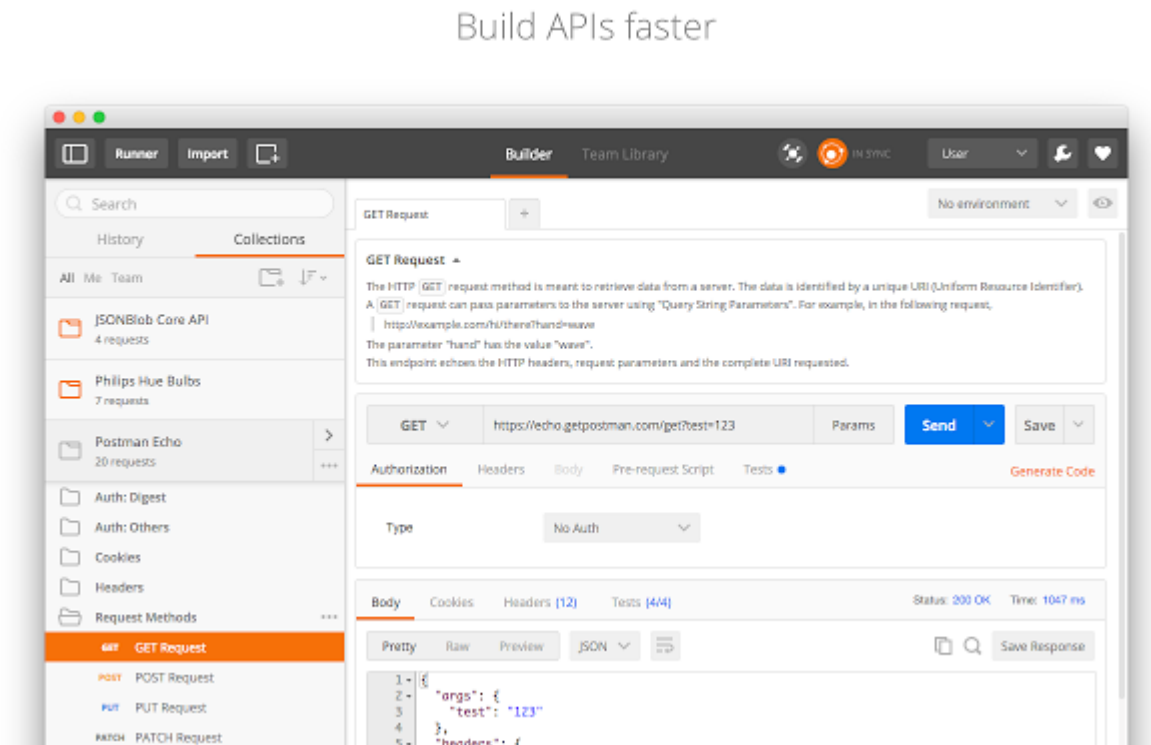 Build APIs faster
Runner Import Builder Team Library IN SYNC User
Search
History Collections
All Me Team
JSONBlob Core API
4 requests
Philips Hue Bulbs
7 requests
Postman Echo
20 requests
Auth: Digest
Auth: Others
Cookies
Headers
Request Methods
GET GET Request
POST POST Request
PUT PUT Request
PATCH PATCH Request
GET Request + No environment
GET Request
The HTTP GET request method is meant to retrieve data from a server. The data is identified by a unique URI (Uniform Resource Identifier).
A GET request can pass parameters to the server using "Query String Parameters". For example, in the following request,
http://example.com/hi/there?hand=wave
The parameter "hand" has the value "wave".
This endpoint echoes the HTTP headers, request parameters and the complete URI requested.
GET https://echo.getpostman.com/get?test=123 Params Send Save
Authorization Headers Body Pre-request Script Tests Generate Code
Type No Auth
Body Cookies Headers (12) Tests (4/4) Status: 200 OK Time: 1047 ms
Pretty Raw Preview JSON Save Response
1 {
2 "args": {
3 "test": "123"
4 },
5 "headers": {